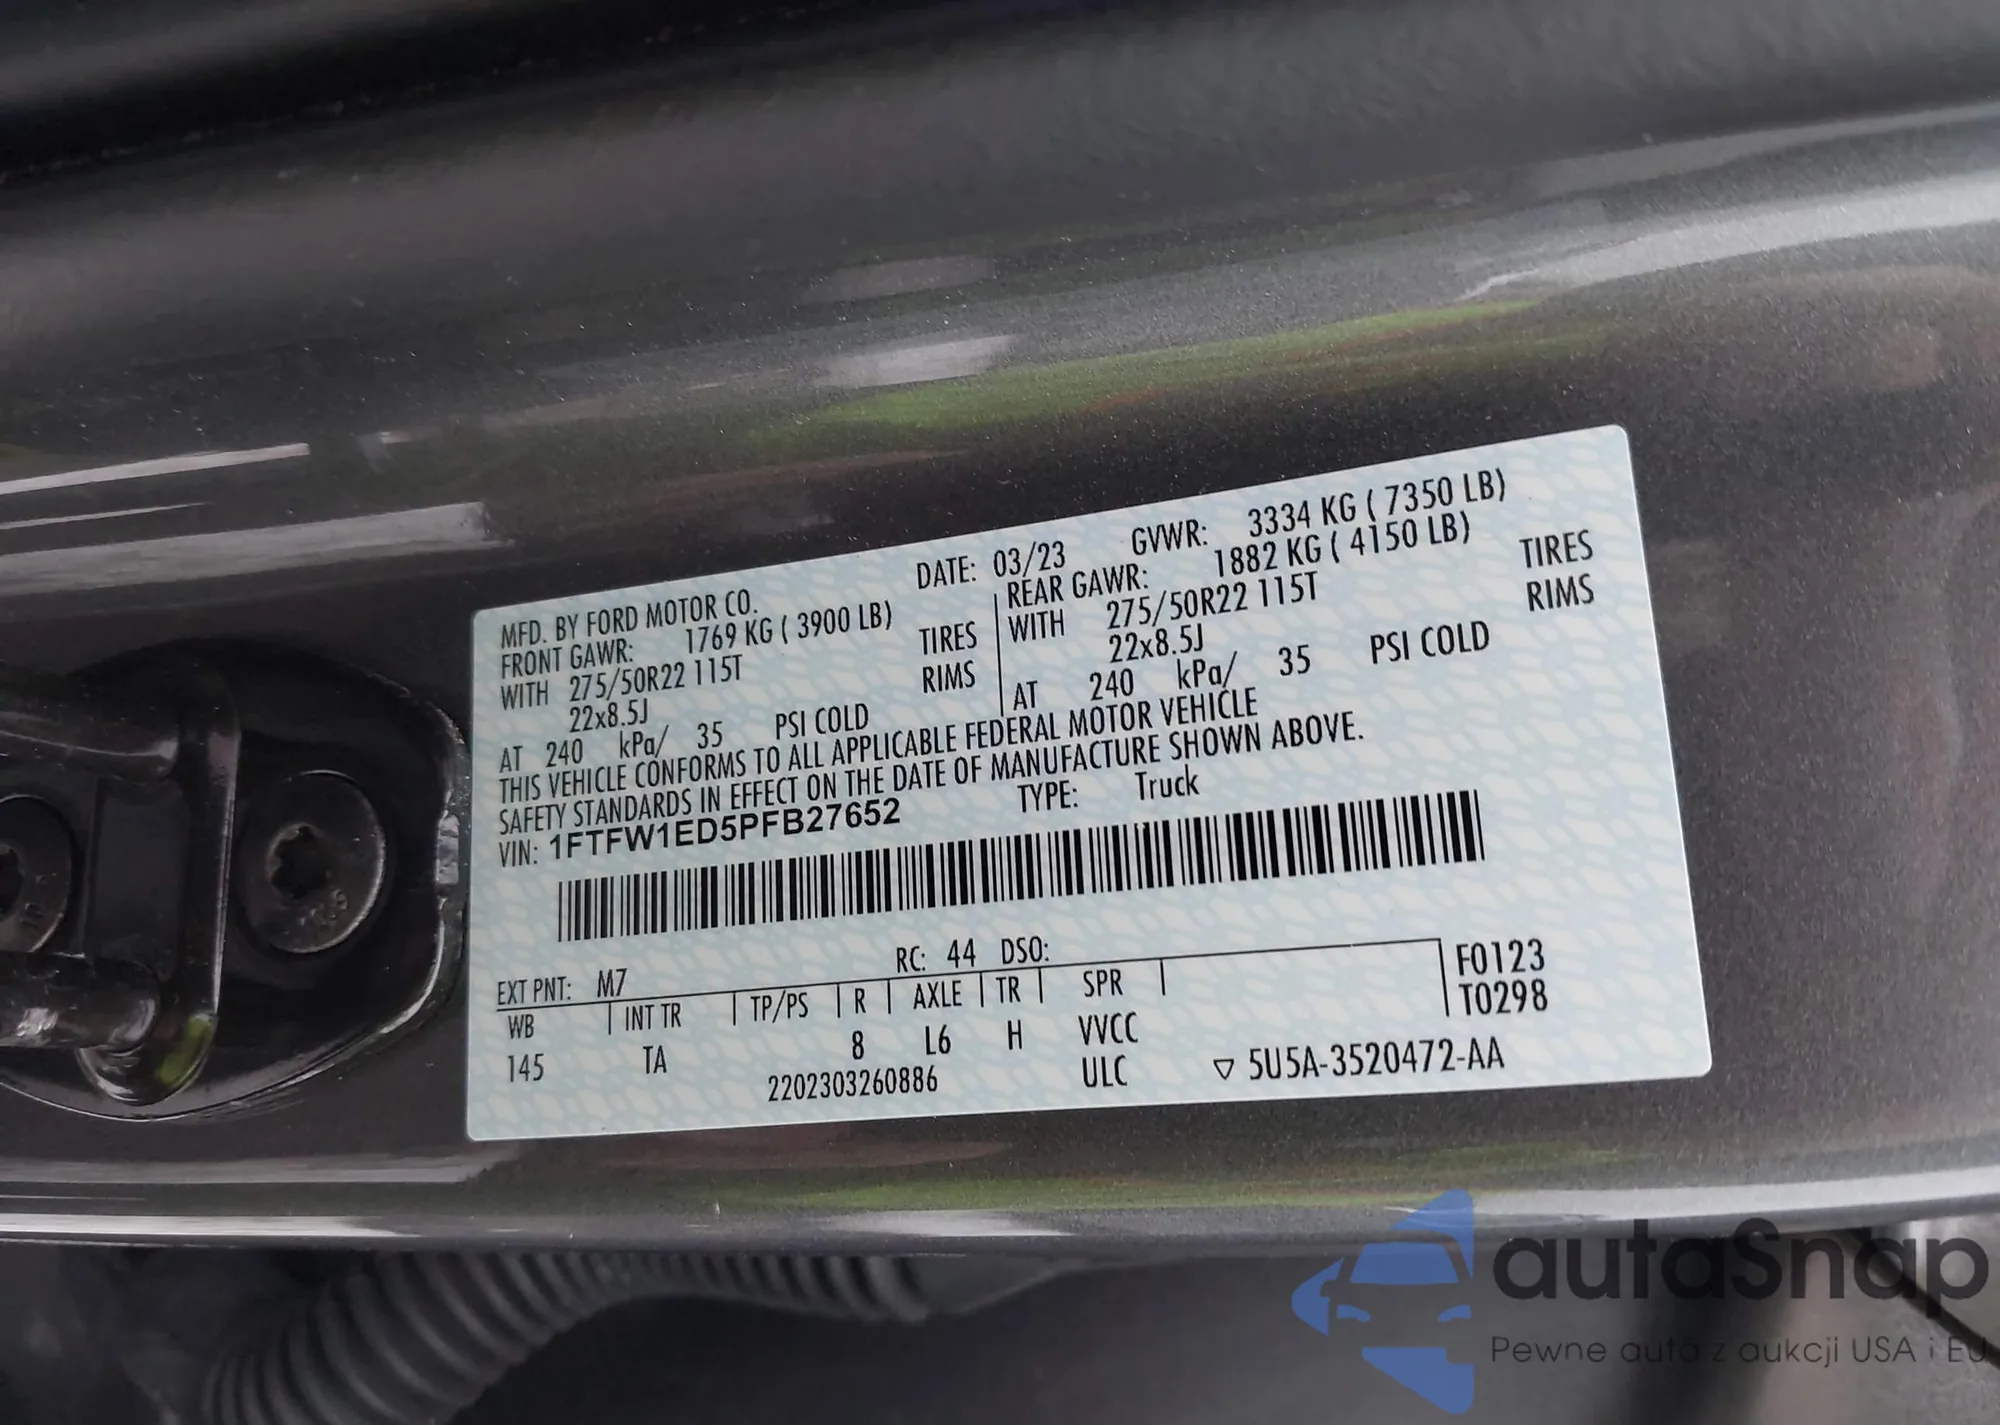 MFD. BY FORD MOTOR CO. DATE: 03/23 GVWR: 3334 KG ( 7350 LB)
FRONT GAWR: 1769 KG ( 3900 LB) REAR GAWR: 1882 KG ( 4150 LB)
WITH 275/50R22 115T TIRES WITH 275/50R22 115T TIRES
22x8.5J RIMS 22x8.5J RIMS
AT 240 kPa/ 35 PSI COLD AT 240 kPa/ 35 PSI COLD
THIS VEHICLE CONFORMS TO ALL APPLICABLE FEDERAL MOTOR VEHICLE
SAFETY STANDARDS IN EFFECT ON THE DATE OF MANUFACTURE SHOWN ABOVE.
VIN: 1FTFW1ED5PFB27652 TYPE: Truck
EXT PNT: M7 RC: 44 DSO: F0123
WB INT TR TP/PS R AXLE TR SPR T0298
145 TA 8 L6 H VVCC
2202303260886 ULC ▽ 5U5A-3520472-AA
autaSnap
Pewne auta z aukcji USA i EU